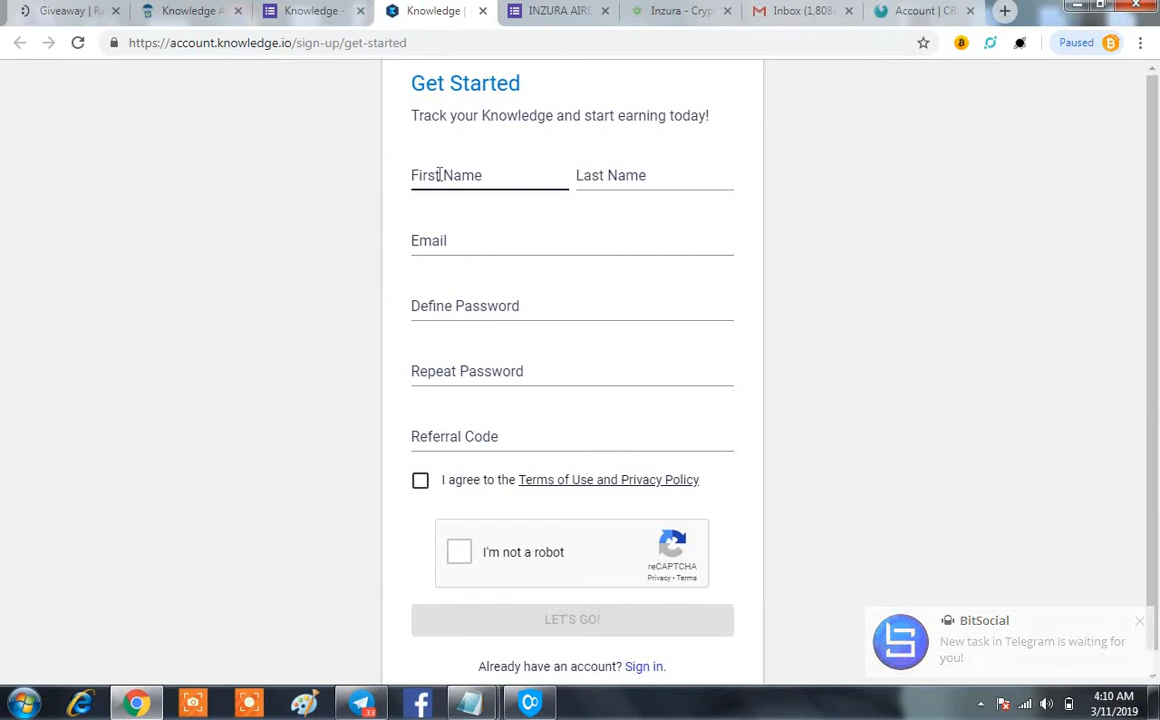 Giveaway | R
Knowledge A
Knowledge -
Knowledge |
INZURA AIRD
Inzura - Cryp
Inbox (1,808
Account | CR
https://account.knowledge.io/sign-up/get-started
Paused
Get Started
Track your Knowledge and start earning today!
First Name
Last Name
Email
Define Password
Repeat Password
Referral Code
I agree to the Terms of Use and Privacy Policy
I'm not a robot
reCAPTCHA
Privacy - Terms
LET'S GO!
Already have an account? Sign in.
BitSocial
New task in Telegram is waiting for
you!
33
4:10 AM
3/11/2019